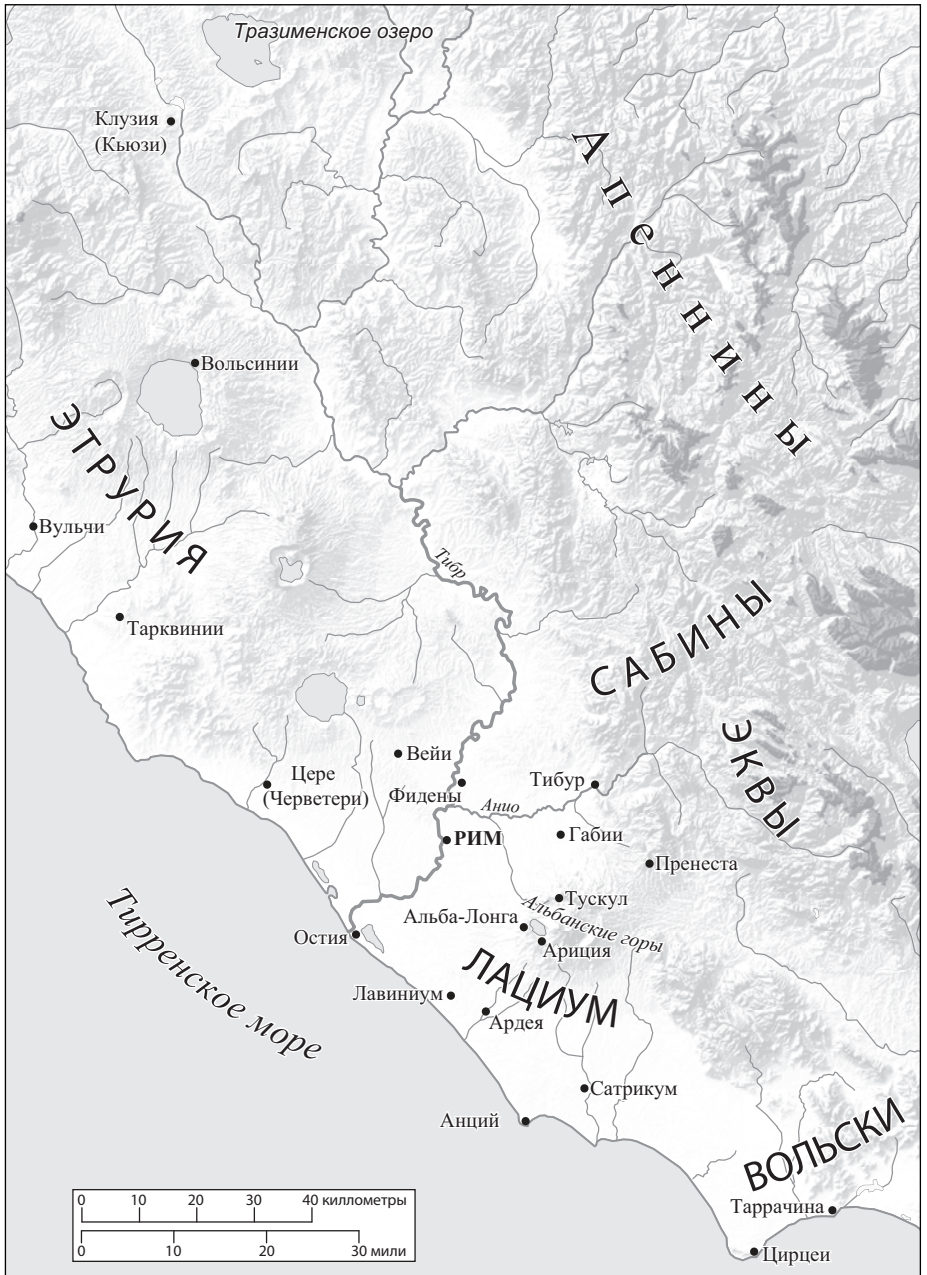 Тразименское озеро
Клузия
(Кьюзи)
Апеннины
Вольсинии
ЭТРУРИЯ
Вульчи
Тибр
Тарквинии
САБИНЫ
ЭКВЫ
Вейи
Цере
(Черветери)
Фидены
Тибур
Анио
РИМ
Габии
Пренеста
Тускул
Альба-Лонга
Альбанские горы
Остия
Ариция
Тирренское море
ЛАЦИУМ
Лавиниум
Ардея
Сатрикум
Анций
ВОЛЬСКИ
Таррачина
Цирцеи
0 10 20 30 40 киллометры
0 10 20 30 мили